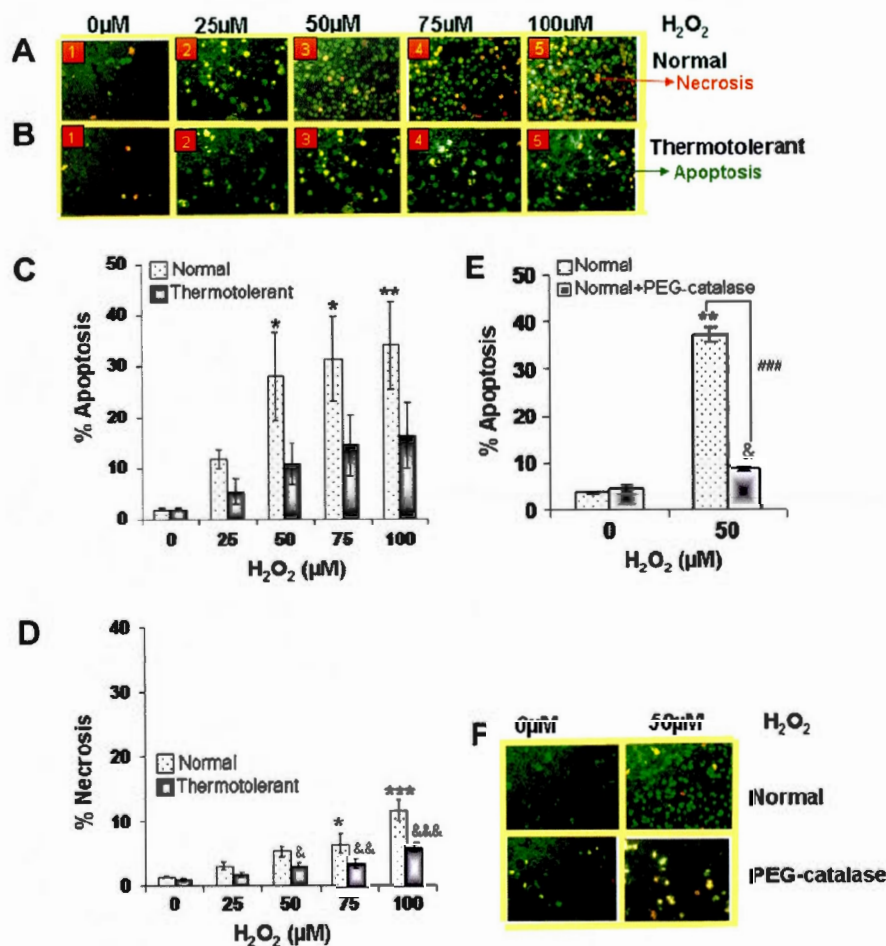 0µM 25uM 50µM 75uM 100uM H₂O₂
A 1 2 3 4 5 Normal
Necrosis
B 1 2 3 4 5 Thermotolerant
Apoptosis
C
Normal
Thermotolerant
% Apoptosis
50
40
30
20
10
0
* * **
0 25 50 75 100
H₂O₂ (µM)
E
Normal
Normal+PEG-catalase
% Apoptosis
50
40
30
20
10
0
**
###
&
0 50
H₂O₂ (µM)
D
% Necrosis
40
30
20
10
0
Normal
Thermotolerant
& * && *** &&&
0 25 50 75 100
H₂O₂ (µM)
F 0µM 50µM H₂O₂
Normal
PEG-catalase